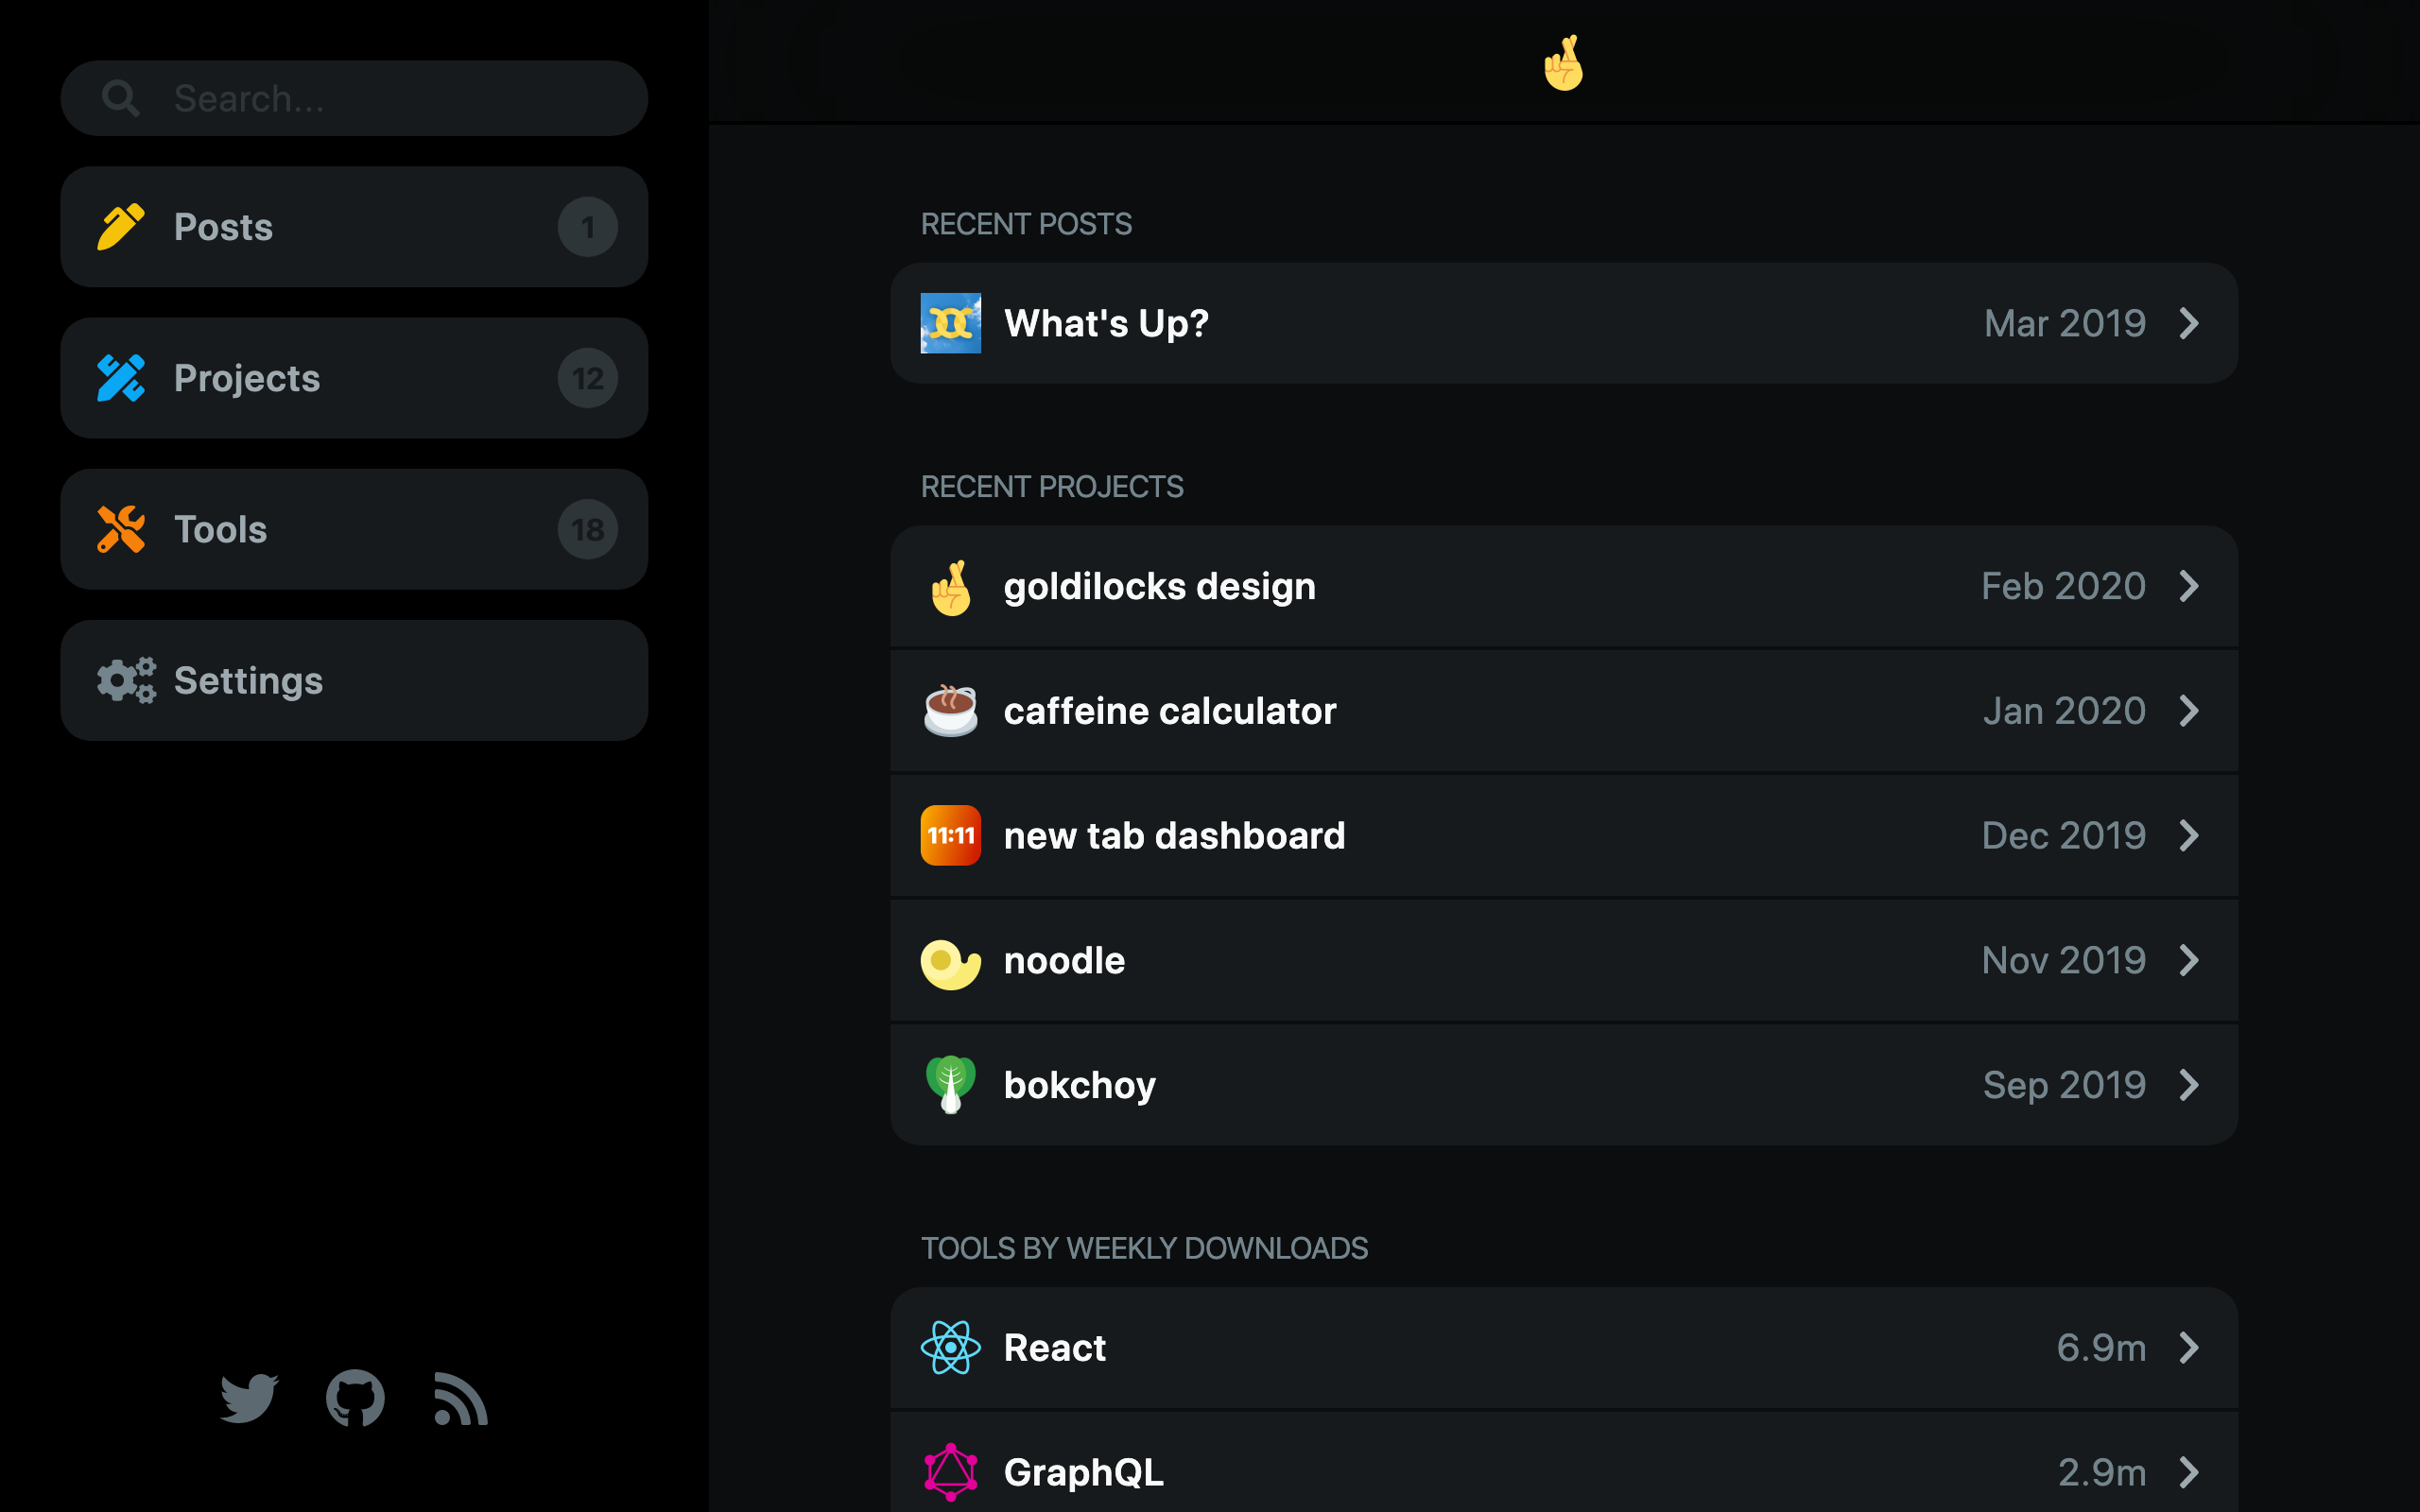 Search...
Posts 1
Projects 12
Tools 18
Settings
RECENT POSTS
What's Up? Mar 2019
RECENT PROJECTS
goldilocks design Feb 2020
caffeine calculator Jan 2020
11:11 new tab dashboard Dec 2019
noodle Nov 2019
bokchoy Sep 2019
TOOLS BY WEEKLY DOWNLOADS
React 6.9m
GraphQL 2.9m